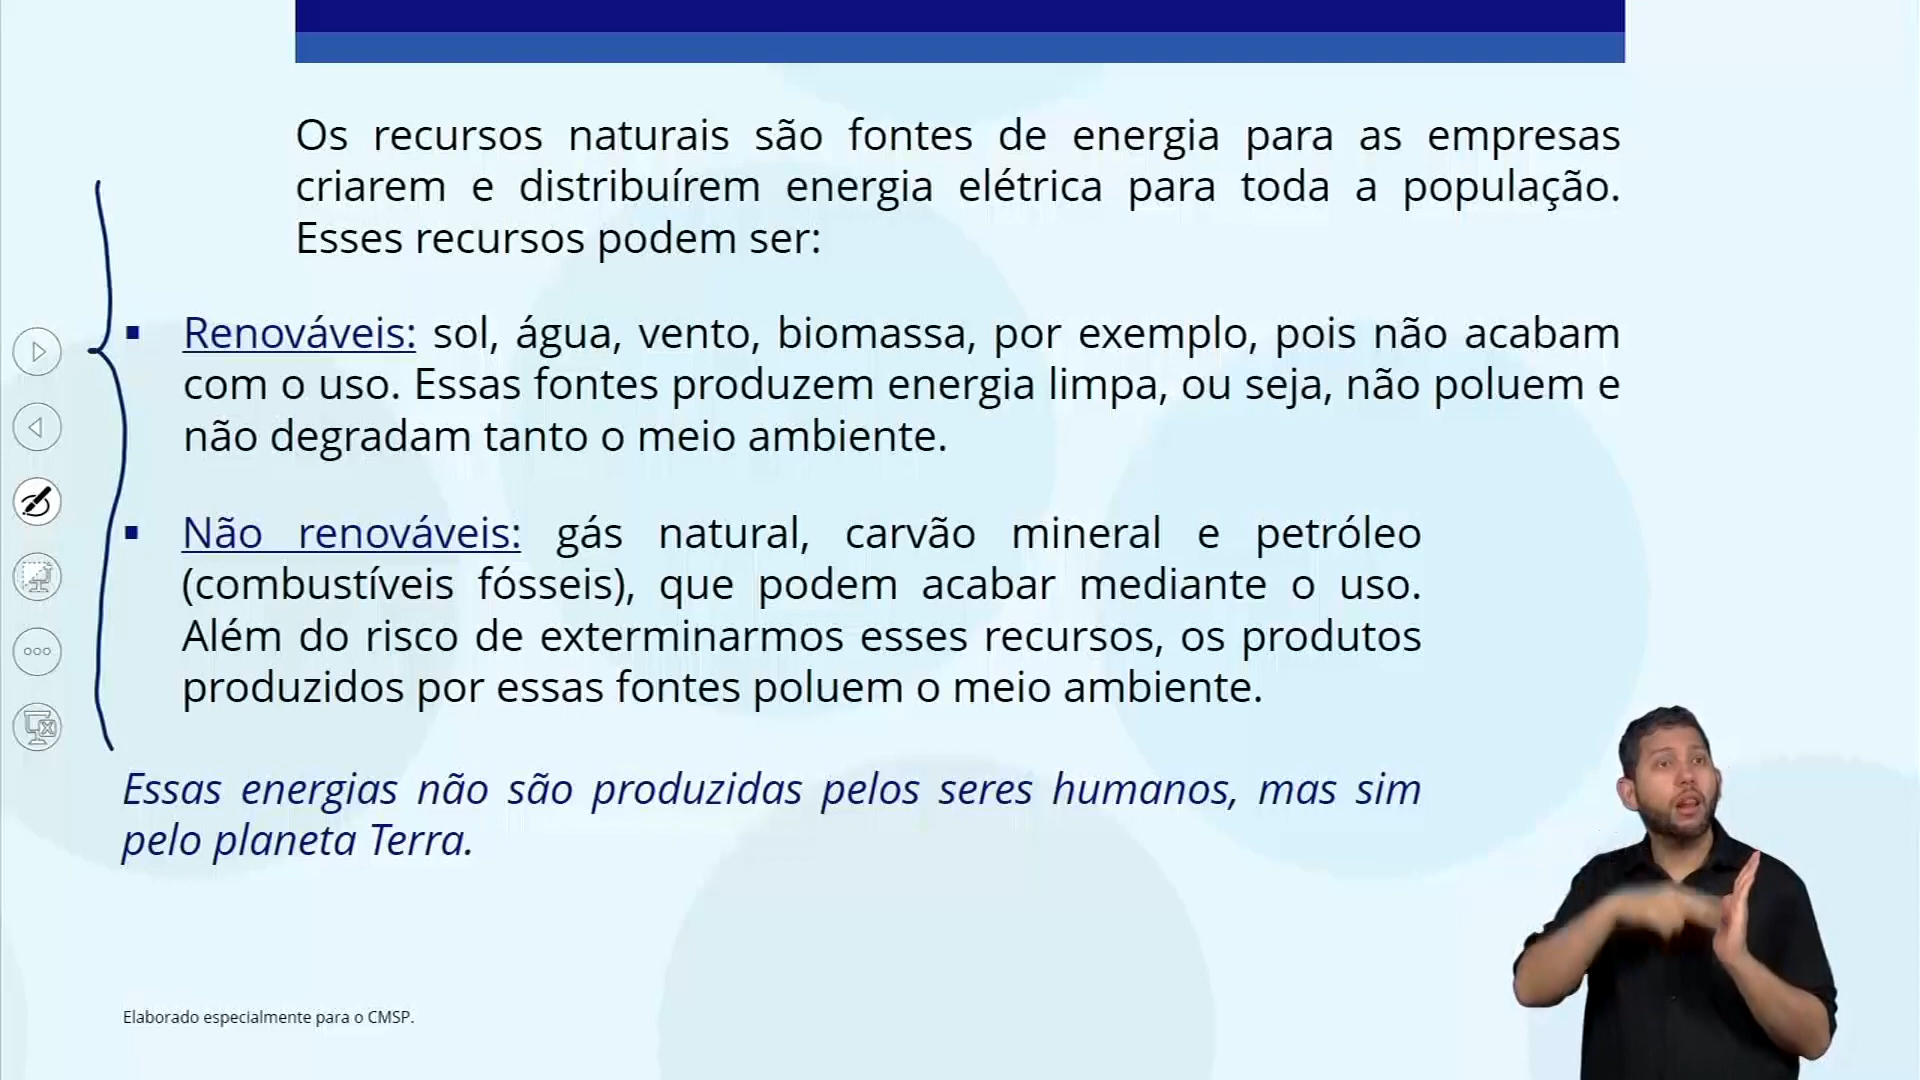 Os recursos naturais são fontes de energia para as empresas
criarem e distribuírem energia elétrica para toda a população.
Esses recursos podem ser:
▪ Renováveis: sol, água, vento, biomassa, por exemplo, pois não acabam
com o uso. Essas fontes produzem energia limpa, ou seja, não poluem e
não degradam tanto o meio ambiente.
▪ Não renováveis: gás natural, carvão mineral e petróleo
(combustíveis fósseis), que podem acabar mediante o uso.
Além do risco de exterminarmos esses recursos, os produtos
produzidos por essas fontes poluem o meio ambiente.
Essas energias não são produzidas pelos seres humanos, mas sim
pelo planeta Terra.
Elaborado especialmente para o CMSP.